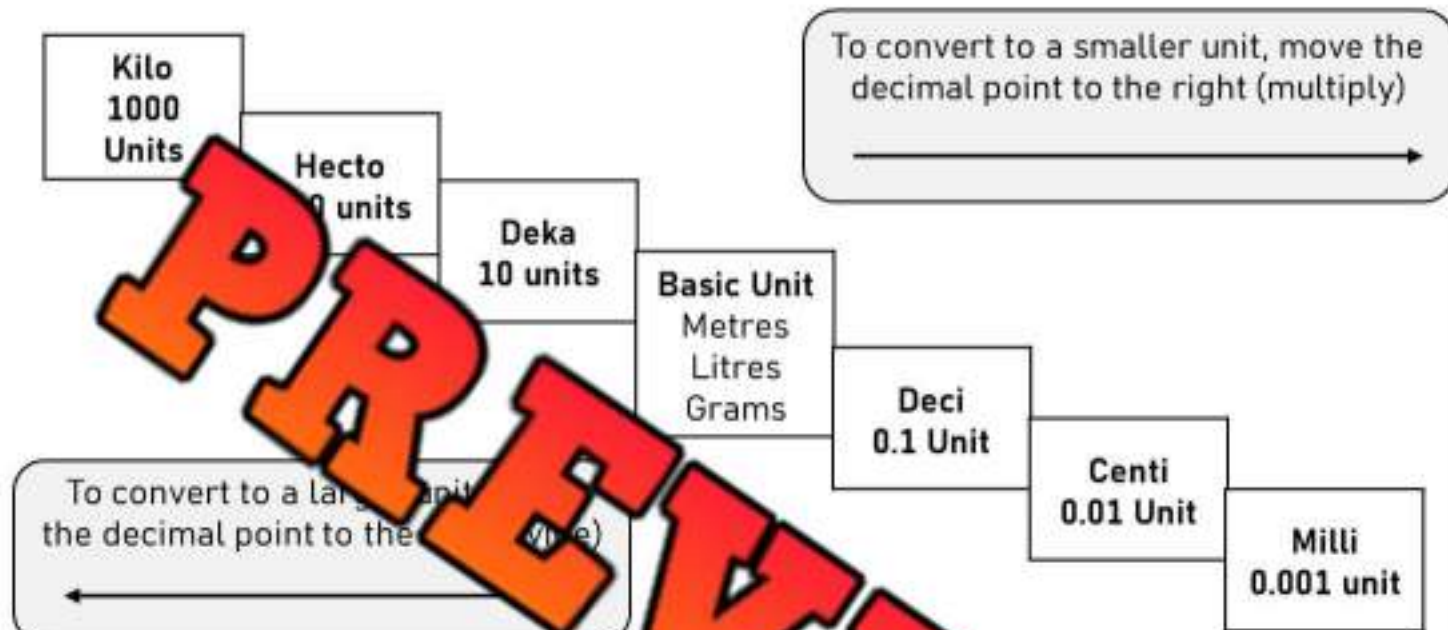 Kilo
1000
Units
Hecto
0 units
Deka
10 units
Basic Unit
Metres
Litres
Grams
Deci
0.1 Unit
Centi
0.01 Unit
Milli
0.001 unit
To convert to a smaller unit, move the
decimal point to the right (multiply)
To convert to a
the decimal point to the
PREV